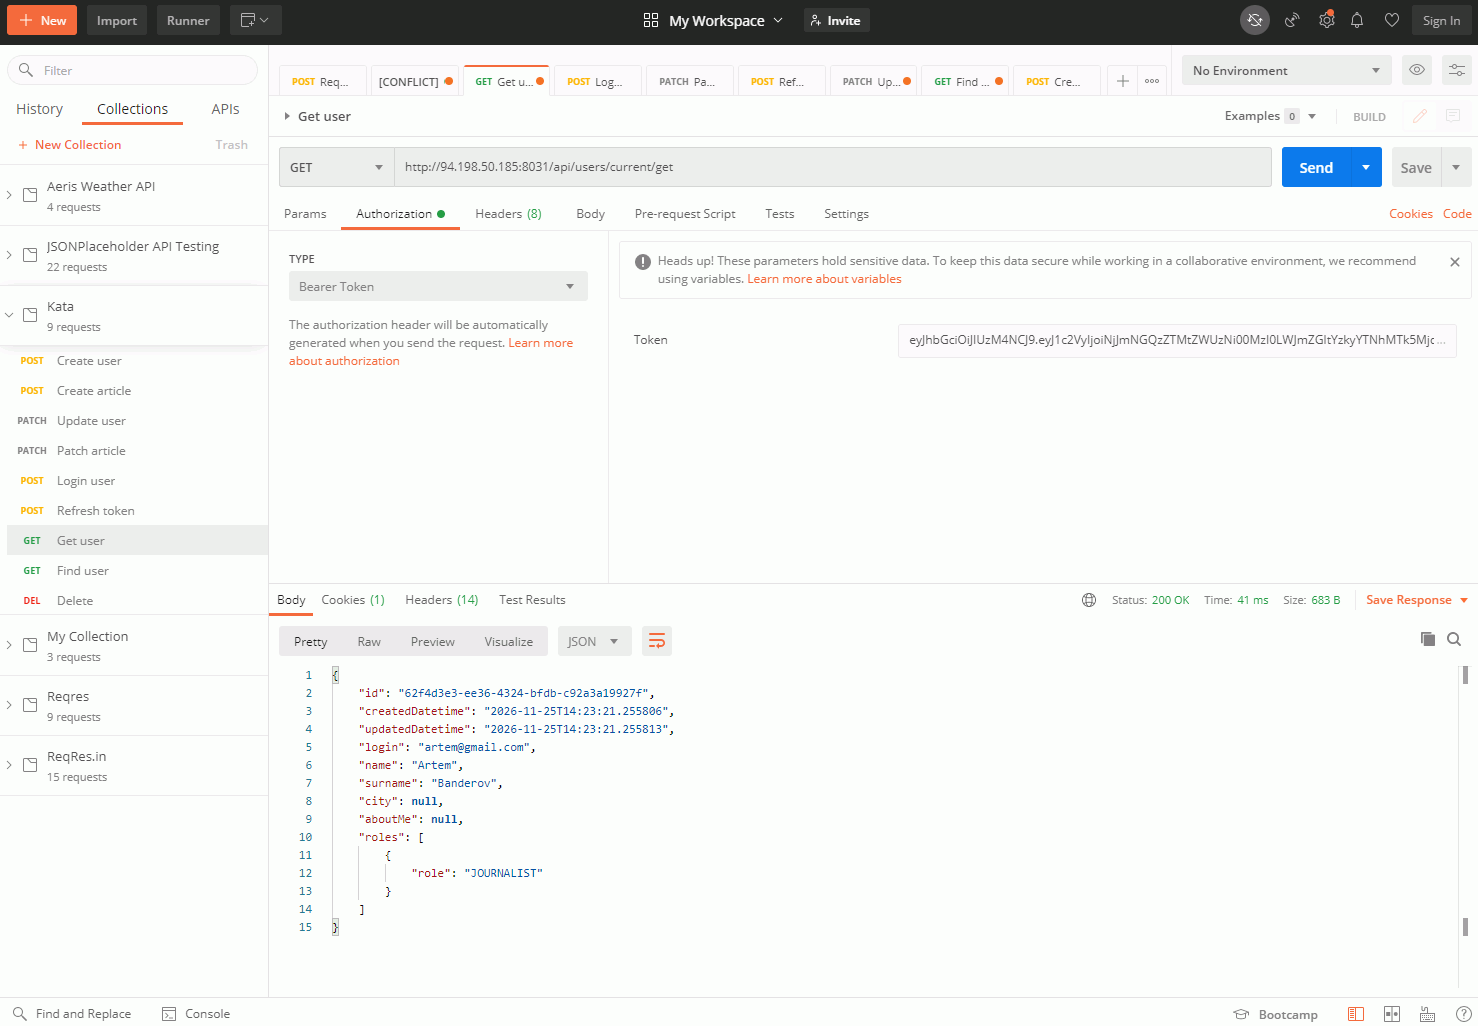 New
Import
Runner
My Workspace
Invite
Sign In
Filter
History
Collections
APIs
+ New Collection
Trash
Aeris Weather API
4 requests
JSONPlaceholder API Testing
22 requests
Kata
9 requests
POST Create user
POST Create article
PATCH Update user
PATCH Patch article
POST Login user
POST Refresh token
GET Get user
GET Find user
DEL Delete
My Collection
3 requests
Reqres
9 requests
ReqRes.in
15 requests
POST Req...
[CONFLICT]
GET Get u...
POST Log...
PATCH Pa...
POST Ref...
PATCH Up...
GET Find ...
POST Cre...
No Environment
Get user
Examples 0
BUILD
GET
http://94.198.50.185:8031/api/users/current/get
Send
Save
Params
Authorization
Headers (8)
Body
Pre-request Script
Tests
Settings
Cookies
Code
TYPE
Bearer Token
The authorization header will be automatically
generated when you send the request. Learn more
about authorization
Heads up! These parameters hold sensitive data. To keep this data secure while working in a collaborative environment, we recommend
using variables. Learn more about variables
Token
Body
Cookies (1)
Headers (14)
Test Results
Status: 200 OK
Time: 41 ms
Size: 683 B
Save Response
Pretty
Raw
Preview
Visualize
JSON
1 {
2 "id": "62f4d3e3-ee36-4324-bfdb-c92a3a19927f",
3 "createdDatetime": "2026-11-25T14:23:21.255806",
4 "updatedDatetime": "2026-11-25T14:23:21.255813",
5 "login": "artem@gmail.com",
6 "name": "Artem",
7 "surname": "Banderov",
8 "city": null,
9 "aboutMe": null,
10 "roles": [
11 {
12 "role": "JOURNALIST"
13 }
14 ]
15 }
Find and Replace
Console
Bootcamp